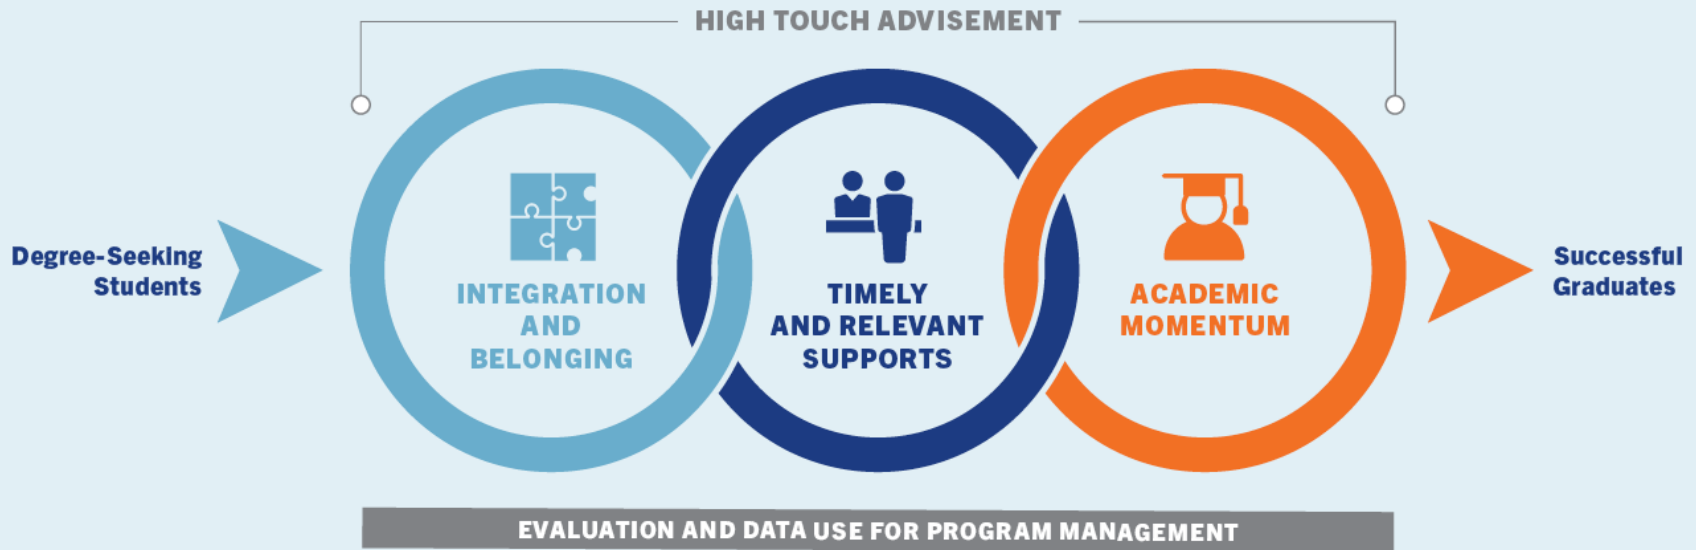 HIGH TOUCH ADVISEMENT
Degree-Seeking
Students
INTEGRATION
AND
BELONGING
TIMELY
AND RELEVANT
SUPPORTS
ACADEMIC
MOMENTUM
Successful
Graduates
EVALUATION AND DATA USE FOR PROGRAM MANAGEMENT